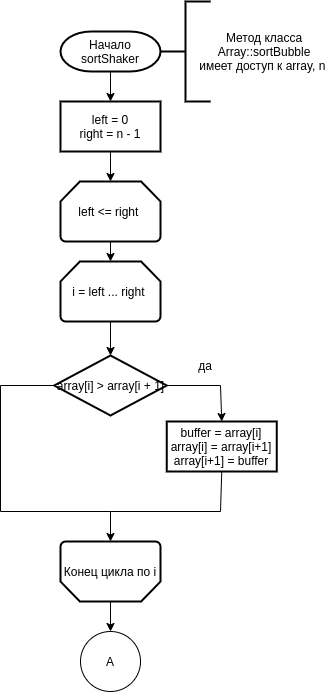 Начало
sortShaker
Метод класса
Array::sortBubble
имеет доступ к array, n
left = 0
right = n - 1
left <= right
i = left ... right
array[i] > array[i + 1]
да
buffer = array[i]
array[i] = array[i+1]
array[i+1] = buffer
Конец цикла по i
A